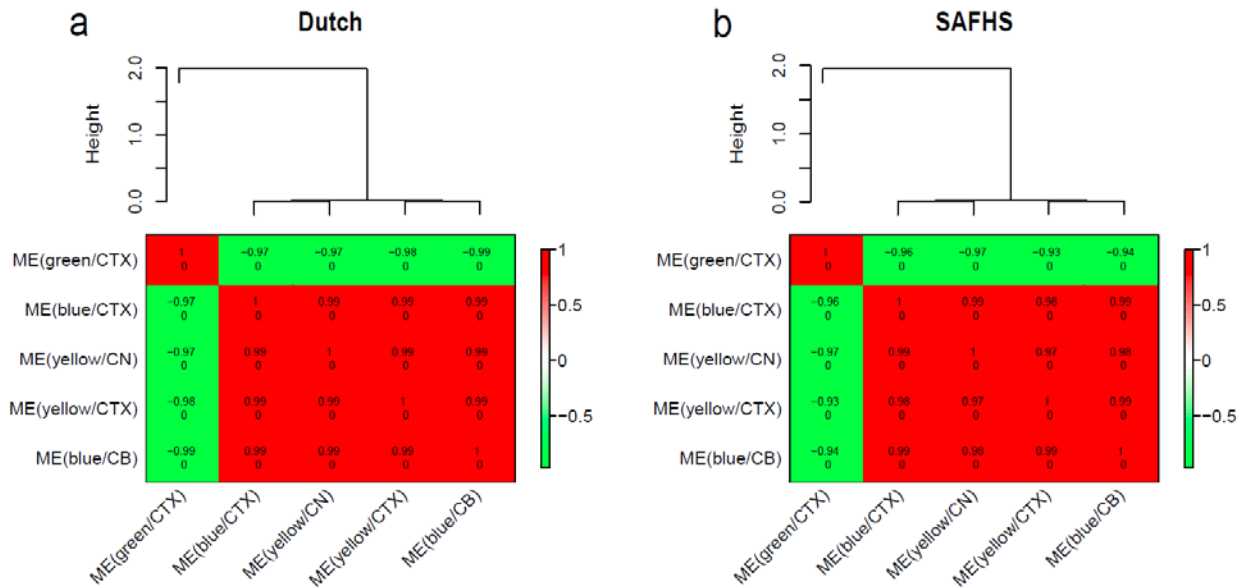 a Dutch
Height
2.0
1.0
0.0
ME(green/CTX) 1 −0.97 −0.97 −0.98 −0.99
0 0 0 0 0
ME(blue/CTX) −0.97 1 0.99 0.99 0.99
0 0 0 0 0
ME(yellow/CN) −0.97 0.99 1 0.99 0.99
0 0 0 0 0
ME(yellow/CTX) −0.98 0.99 0.99 1 0.99
0 0 0 0 0
ME(blue/CB) −0.99 0.99 0.99 0.99 1
0 0 0 0 0
1
0.5
0
−0.5
ME(green/CTX)
ME(blue/CTX)
ME(yellow/CN)
ME(yellow/CTX)
ME(blue/CB)
b SAFHS
Height
2.0
1.0
0.0
ME(green/CTX) 1 −0.96 −0.97 −0.93 −0.94
0 0 0 0 0
ME(blue/CTX) −0.96 1 0.99 0.98 0.99
0 0 0 0 0
ME(yellow/CN) −0.97 0.99 1 0.97 0.98
0 0 0 0 0
ME(yellow/CTX) −0.93 0.98 0.97 1 0.99
0 0 0 0 0
ME(blue/CB) −0.94 0.99 0.98 0.99 1
0 0 0 0 0
1
0.5
0
−0.5
ME(green/CTX)
ME(blue/CTX)
ME(yellow/CN)
ME(yellow/CTX)
ME(blue/CB)